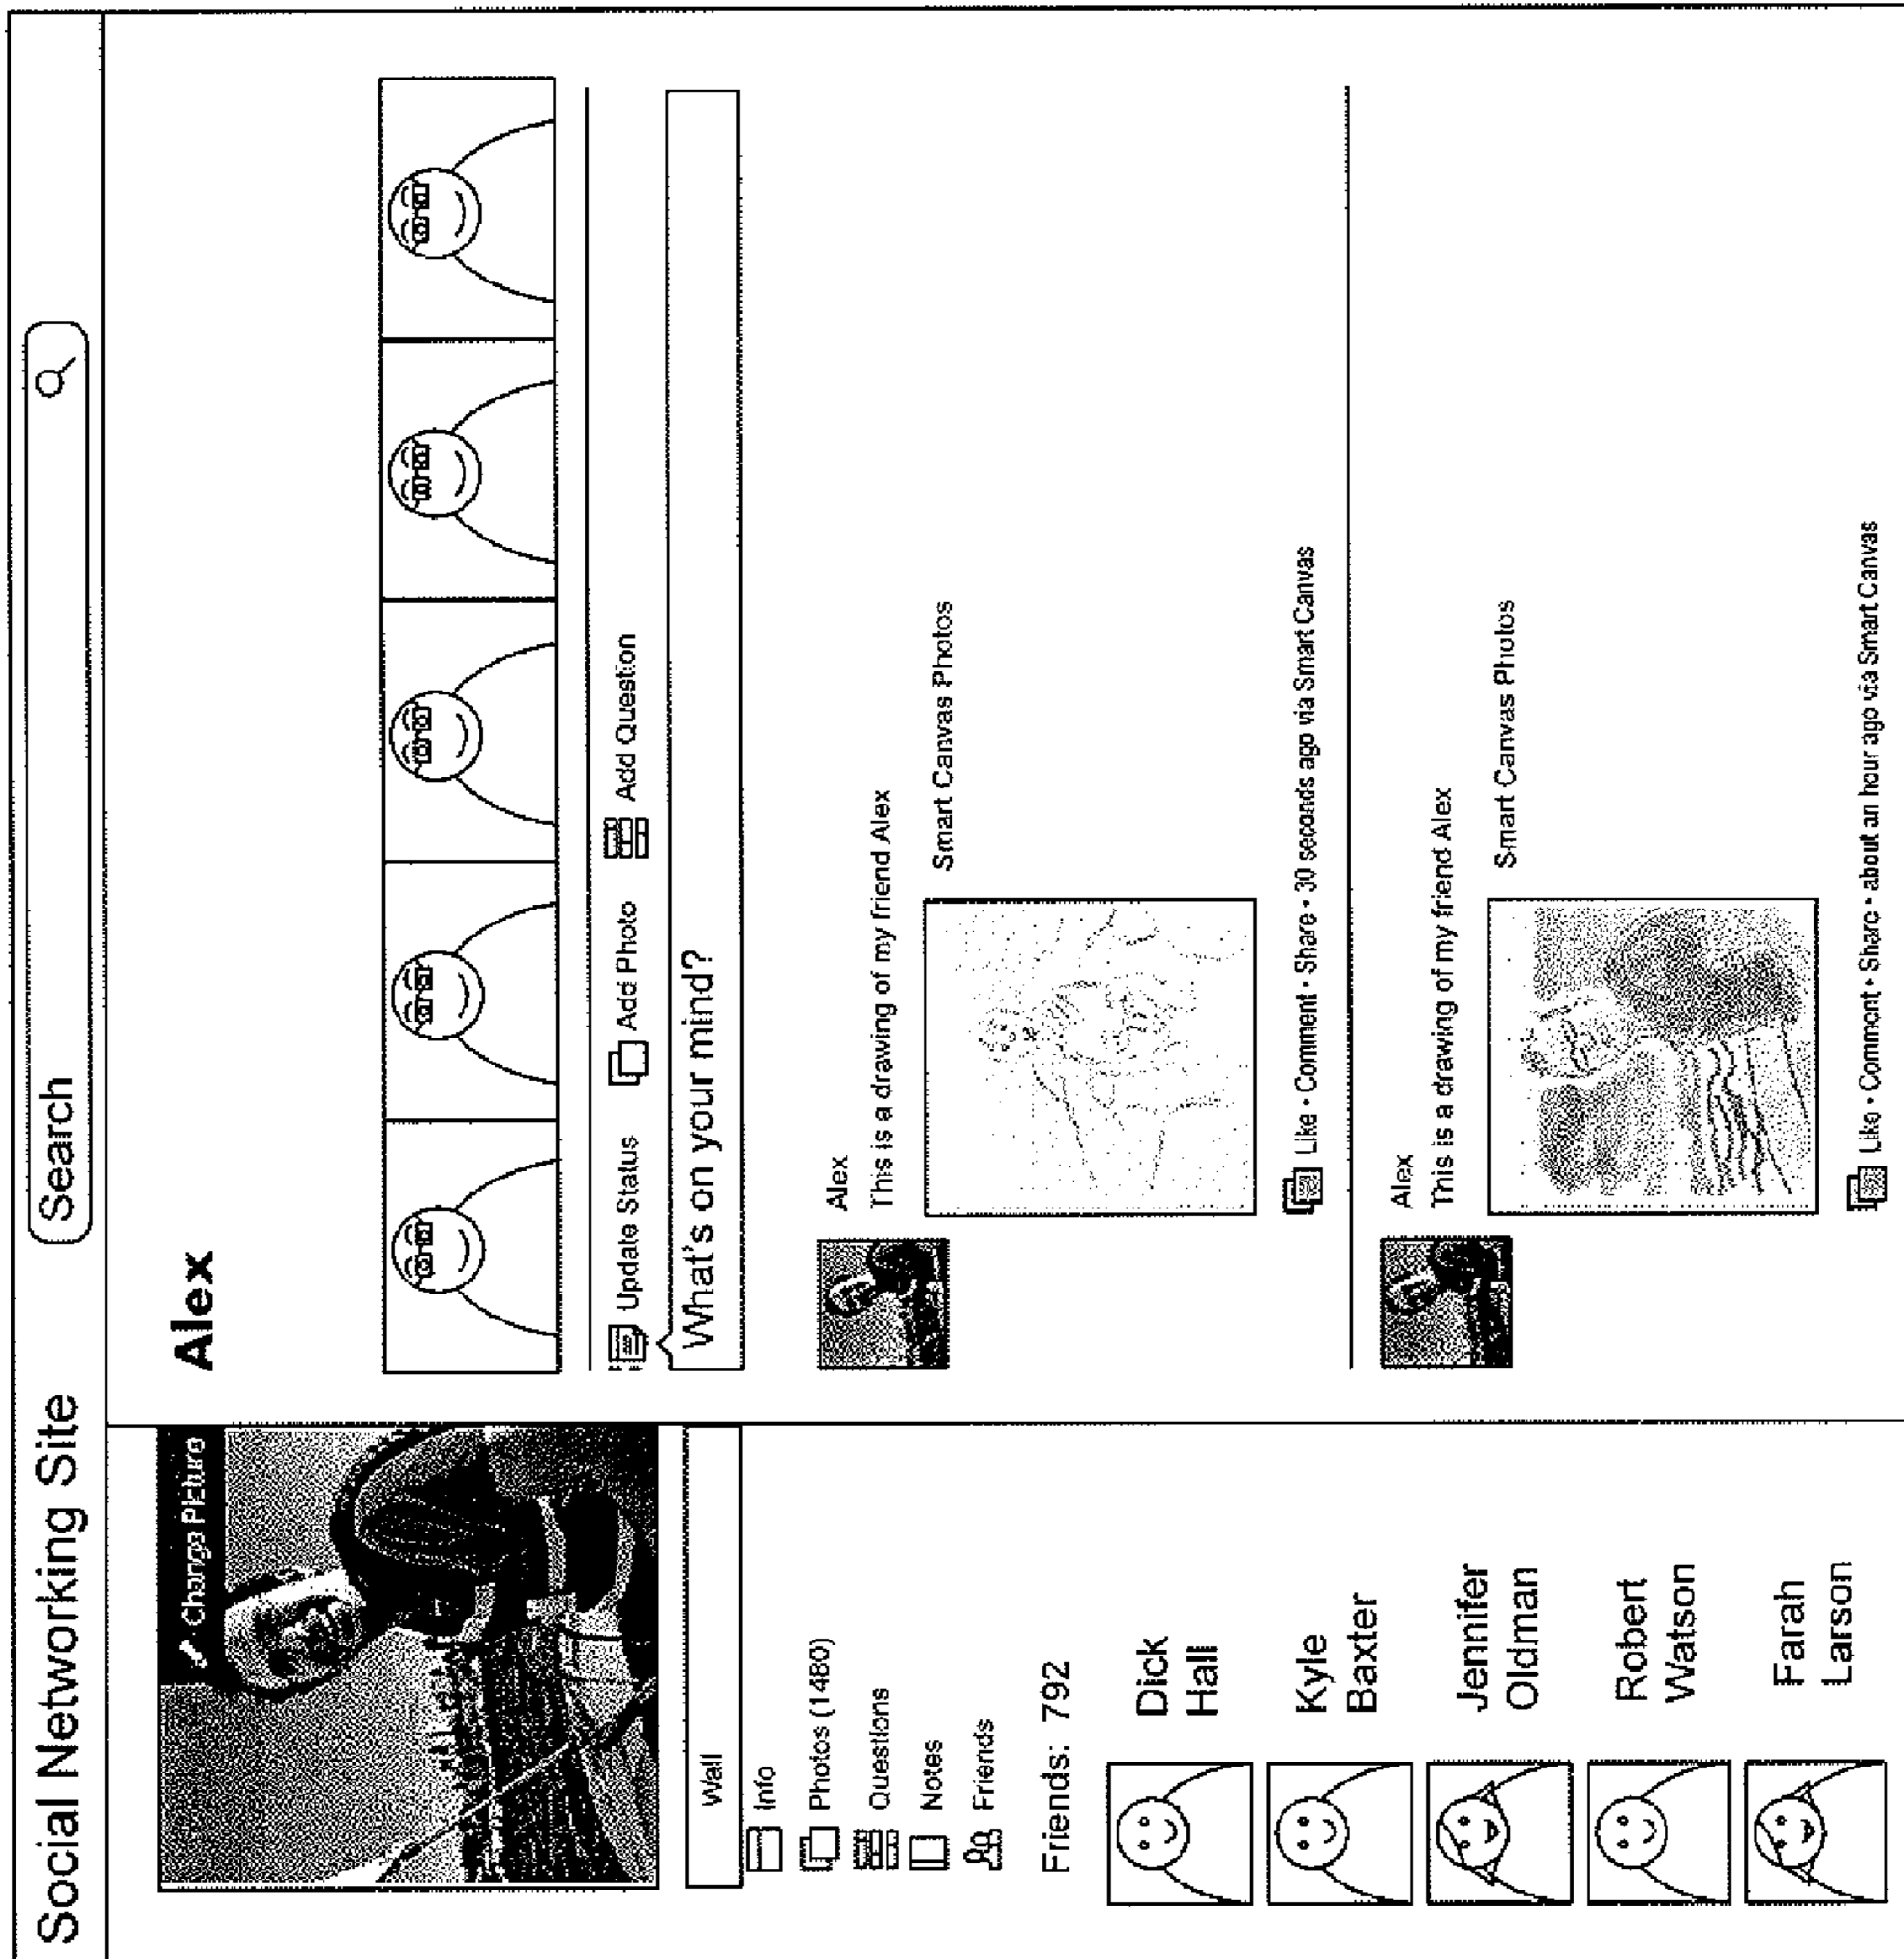 Social Networking Site
Search
Change Picture
Wall
Info
Photos (1480)
Questions
Notes
Friends
Friends: 792
Dick
Hall
Kyle
Baxter
Jennifer
Oldman
Robert
Watson
Farah
Larson
Alex
Update Status
Add Photo
Add Question
What's on your mind?
Alex
This is a drawing of my friend Alex
Smart Canvas Photos
Like • Comment • Share • 30 seconds ago via Smart Canvas
Alex
This is a drawing of my friend Alex
Smart Canvas Photos
Like • Comment • Share • about an hour ago via Smart Canvas